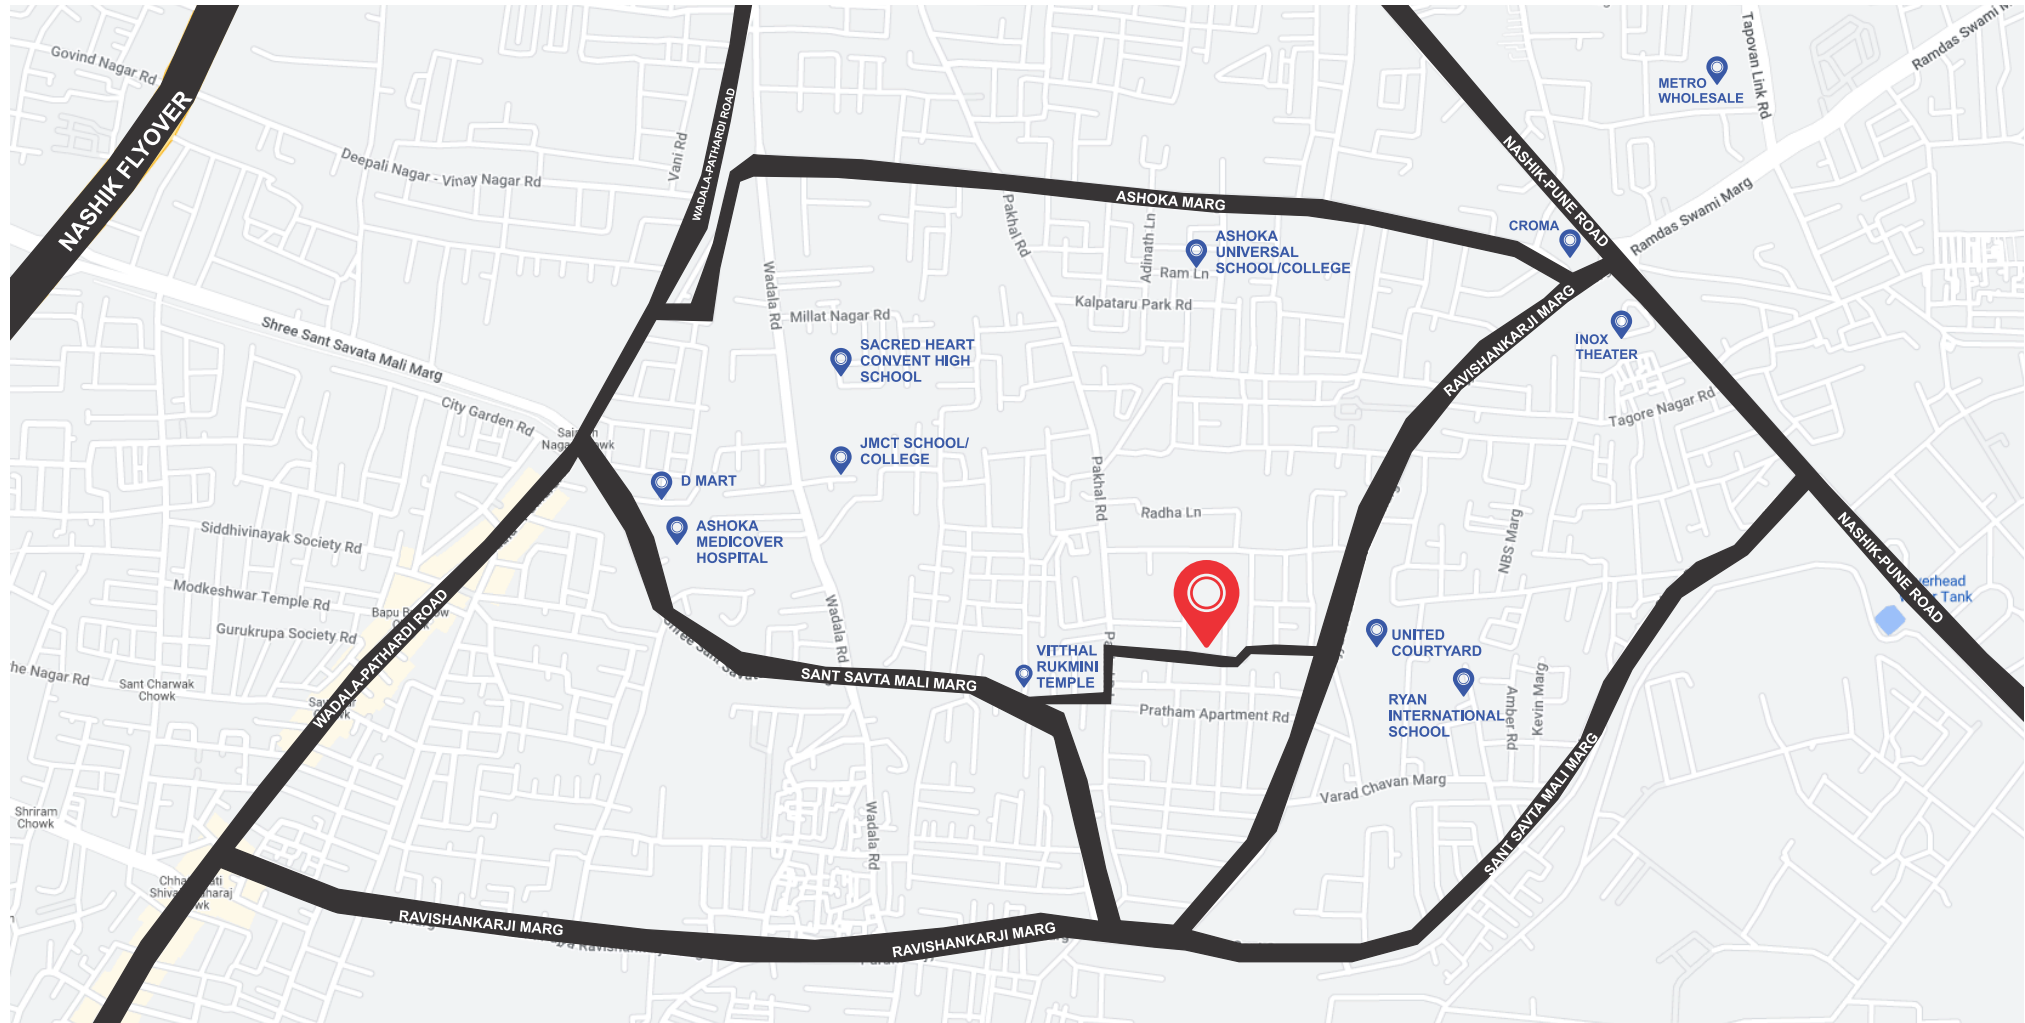 Govind Nagar Rd
NASHIK FLYOVER
Deepali Nagar - Vinay Nagar Rd
Vani Rd
WADALA-PATHARDI ROAD
METRO
WHOLESALE
Tapovan Link Rd
Ramdas Swami
NASHIK-PUNE ROAD
Ramdas Swami Marg
ASHOKA MARG
CROMA
Pakhal Rd
Adinath Ln
ASHOKA
UNIVERSAL
SCHOOL/COLLEGE
Ram Ln
Kalpataru Park Rd
Wadala Rd
Millat Nagar Rd
Shree Sant Savata Mali Marg
SACRED HEART
CONVENT HIGH
SCHOOL
RAVISHANKARJI MARG
INOX
THEATER
Tagore Nagar Rd
City Garden Rd
JMCT SCHOOL/
COLLEGE
D MART
Pakhal Rd
Radha Ln
NBS Marg
ASHOKA
MEDICOVER
HOSPITAL
Siddhivinayak Society Rd
NASHIK-PUNE ROAD
Modkeshwar Temple Rd
Gurukrupa Society Rd
WADALA-PATHARDI ROAD
Wadala Rd
UNITED
COURTYARD
VITTHAL
RUKMINI
TEMPLE
SANT SAVTA MALI MARG
Sant Charwak
Chowk
RYAN
INTERNATIONAL
SCHOOL
Amber Rd
Kevin Marg
Pratham Apartment Rd
Varad Chavan Marg
SANT SAVTA MALI MARG
Shriram
Chowk
Wadala Rd
RAVISHANKARJI MARG
RAVISHANKARJI MARG